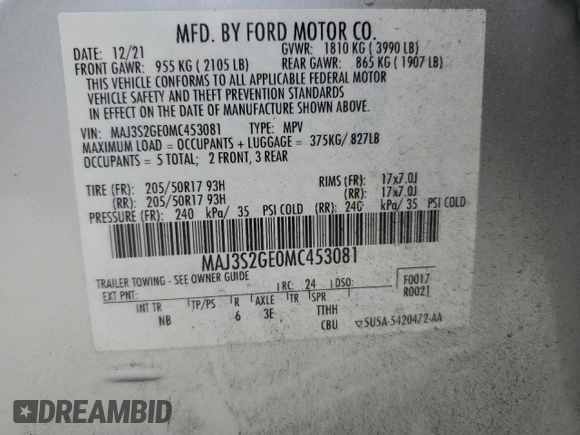 MFD. BY FORD MOTOR CO.
DATE: 12/21 GVWR: 1810 KG ( 3990 LB)
FRONT GAWR: 955 KG ( 2105 LB) REAR GAWR: 865 KG ( 1907 LB)
THIS VEHICLE CONFORMS TO ALL APPLICABLE FEDERAL MOTOR
VEHICLE SAFETY AND THEFT PREVENTION STANDARDS
IN EFFECT ON THE DATE OF MANUFACTURE SHOWN ABOVE.
VIN: MAJ3S2GE0MC453081 TYPE: MPV
MAXIMUM LOAD = OCCUPANTS + LUGGAGE = 375KG/ 827LB
OCCUPANTS = 5 TOTAL; 2 FRONT, 3 REAR
TIRE (FR): 205/50R17 93H RIMS (FR): 17x7.0J
(RR): 205/50R17 93H (RR): 17x7.0J
PRESSURE (FR): 240 kPa/ 35 PSI COLD (RR): 240 kPa/ 35 PSI COLD
MAJ3S2GE0MC453081
TRAILER TOWING - SEE OWNER GUIDE
EXT PNT: RC: 24 DSO: F0017
R0021
INT TR TP/PS R AXLE TR SPR
NB 6 3E TTHH
CBU ▽5U5A-5420472-AA
DREAMBID